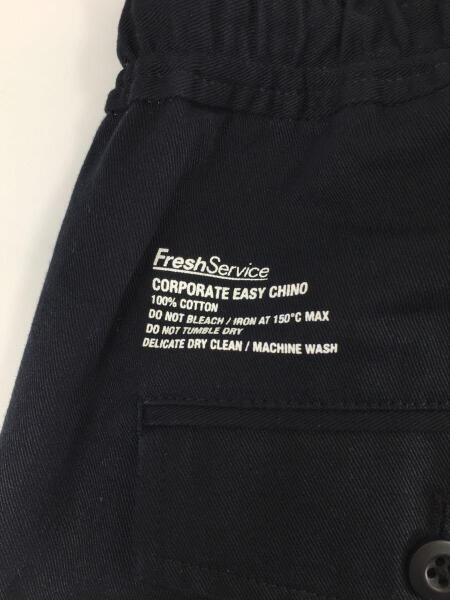 FreshService
CORPORATE EASY CHINO
100% COTTON
DO NOT BLEACH / IRON AT 150°C MAX
DO NOT TUMBLE DRY
DELICATE DRY CLEAN / MACHINE WASH